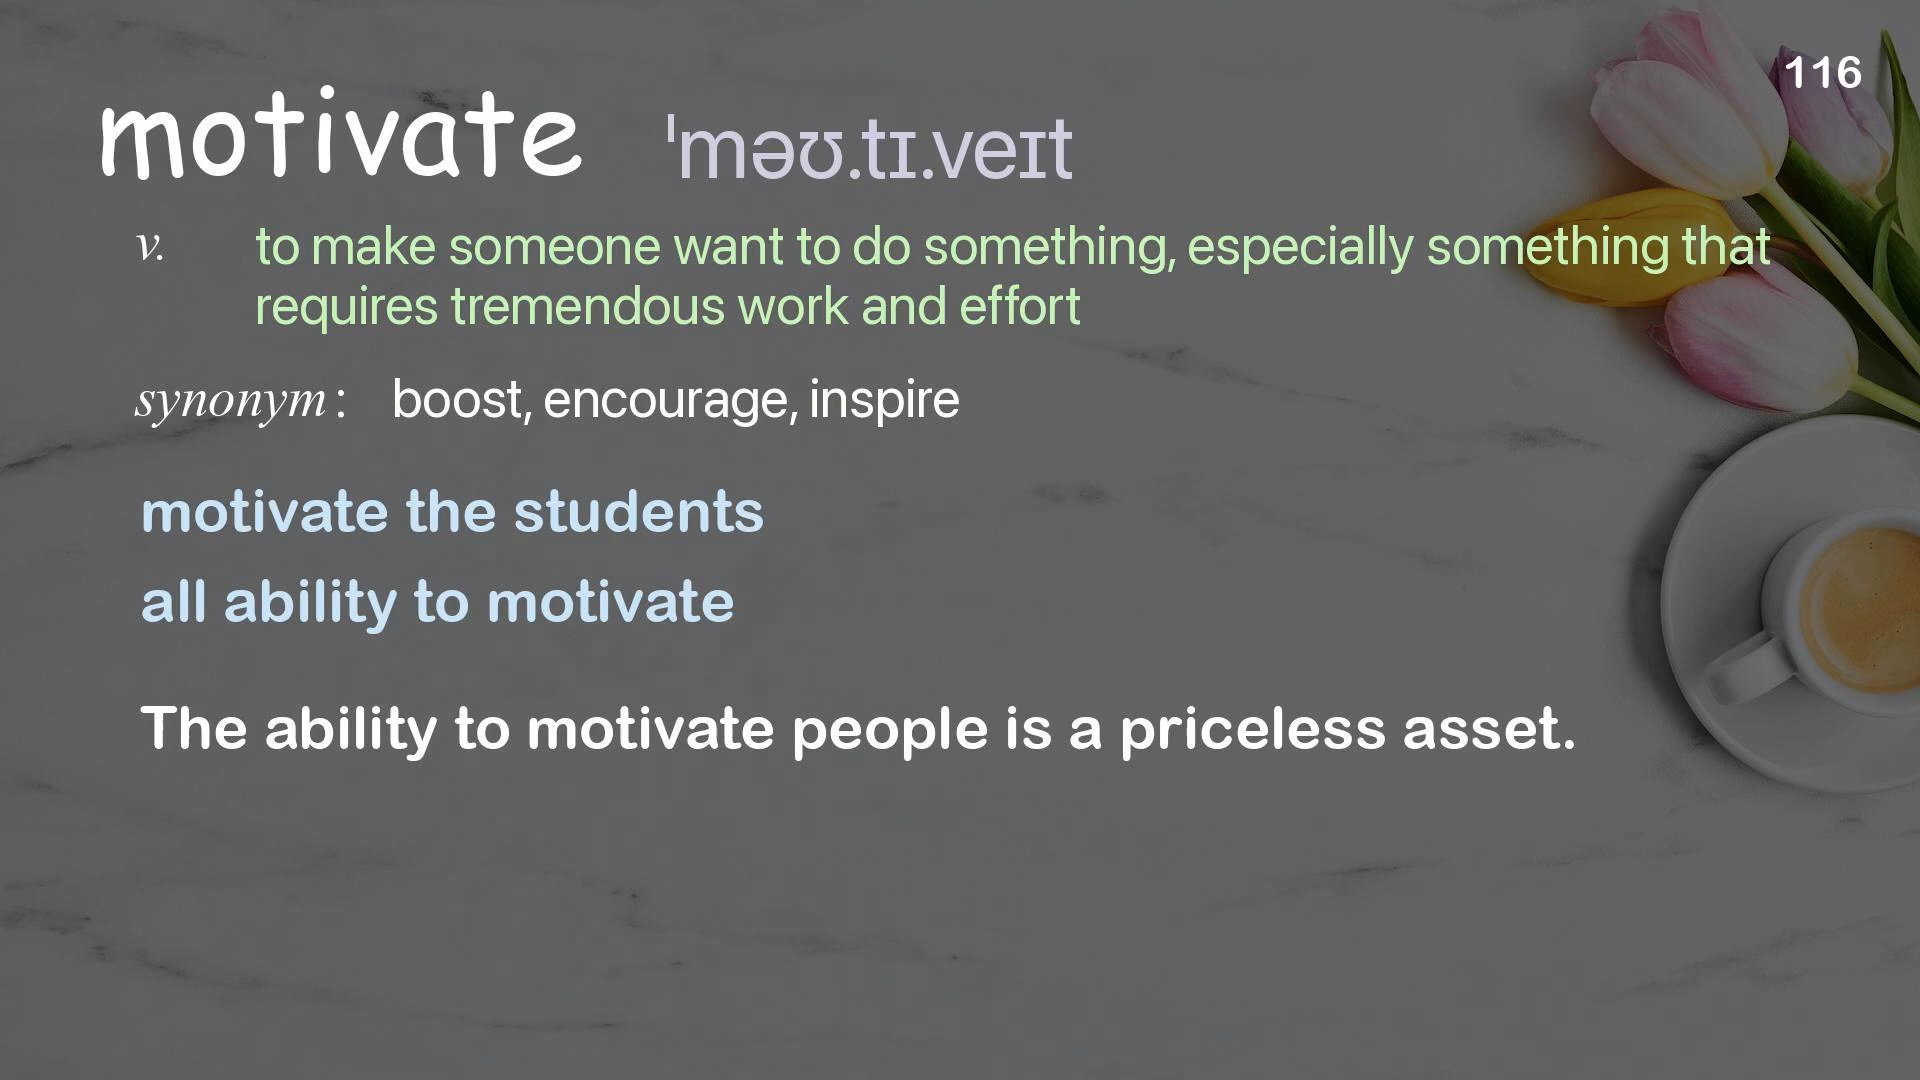 116
motivate ˈməʊ.tɪ.veɪt
v. to make someone want to do something, especially something that
requires tremendous work and effort
synonym : boost, encourage, inspire
motivate the students
all ability to motivate
The ability to motivate people is a priceless asset.